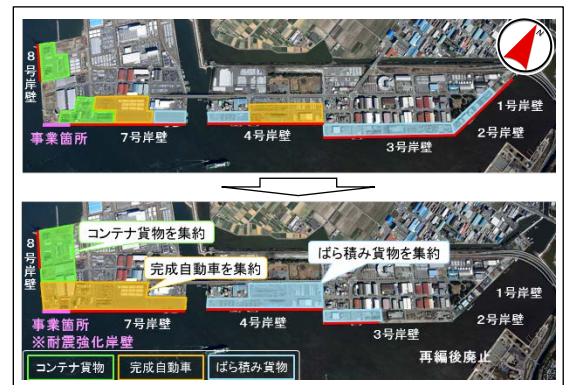 N
8号岸壁
事業箇所
7号岸壁
4号岸壁
3号岸壁
2号岸壁
1号岸壁
コンテナ貨物を集約
完成自動車を集約
ばら積み貨物を集約
8号岸壁
事業箇所
※耐震強化岸壁
7号岸壁
4号岸壁
3号岸壁
2号岸壁
1号岸壁
再編後廃止
コンテナ貨物
完成自動車
ばら積み貨物